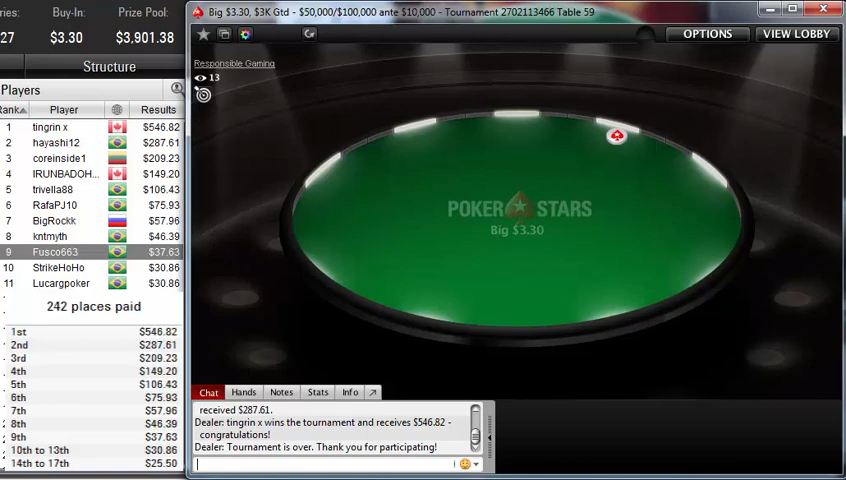 ries:
Buy-In:
Prize Pool:
27
$3.30
$3,901.38
Structure
Players
Rank
Player
Results
1 tingrin x $546.82
2 hayashi12 $287.61
3 coreinside1 $209.23
4 IRUNBADOH... $149.20
5 trivella88 $106.43
6 RafaPJ10 $75.93
7 BigRockk $57.96
8 kntmyth $46.39
9 Fusco663 $37.63
10 StrikeHoHo $30.86
11 Lucargpoker $30.86
242 places paid
1st $546.82
2nd $287.61
3rd $209.23
4th $149.20
5th $106.43
6th $75.93
7th $57.96
8th $46.39
9th $37.63
10th to 13th $30.86
14th to 17th $25.50
Big $3.30, $3K Gtd - $50,000/$100,000 ante $10,000 - Tournament 2702113466 Table 59
OPTIONS
VIEW LOBBY
Responsible Gaming
13
POKER STARS
Big $3.30
Chat Hands Notes Stats Info
received $287.61.
Dealer: tingrin x wins the tournament and receives $546.82 -
congratulations!
Dealer: Tournament is over. Thank you for participating!